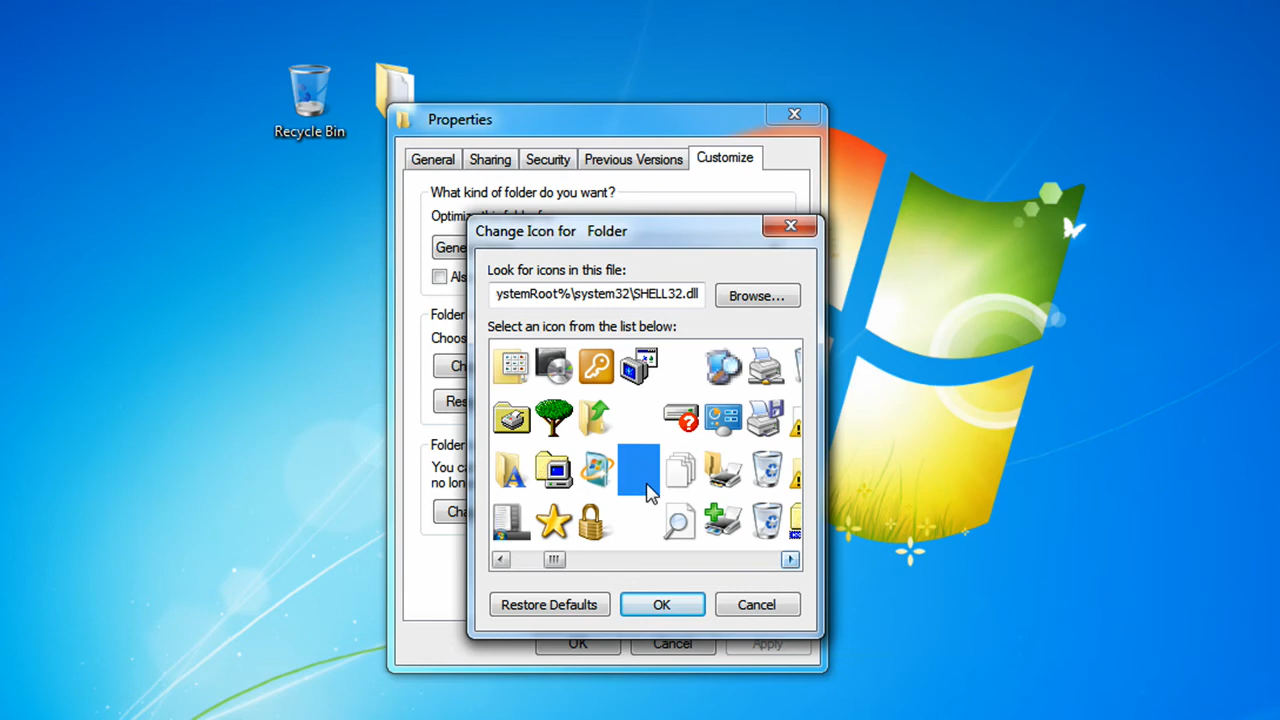 Recycle Bin
Properties
General
Sharing
Security
Previous Versions
Customize
What kind of folder do you want?
Change Icon for Folder
Look for icons in this file:
ystemRoot%\system32\SHELL32.dll
Browse...
Select an icon from the list below:
Restore Defaults
OK
Cancel
Folder
Folder
OK
Cancel
Apply